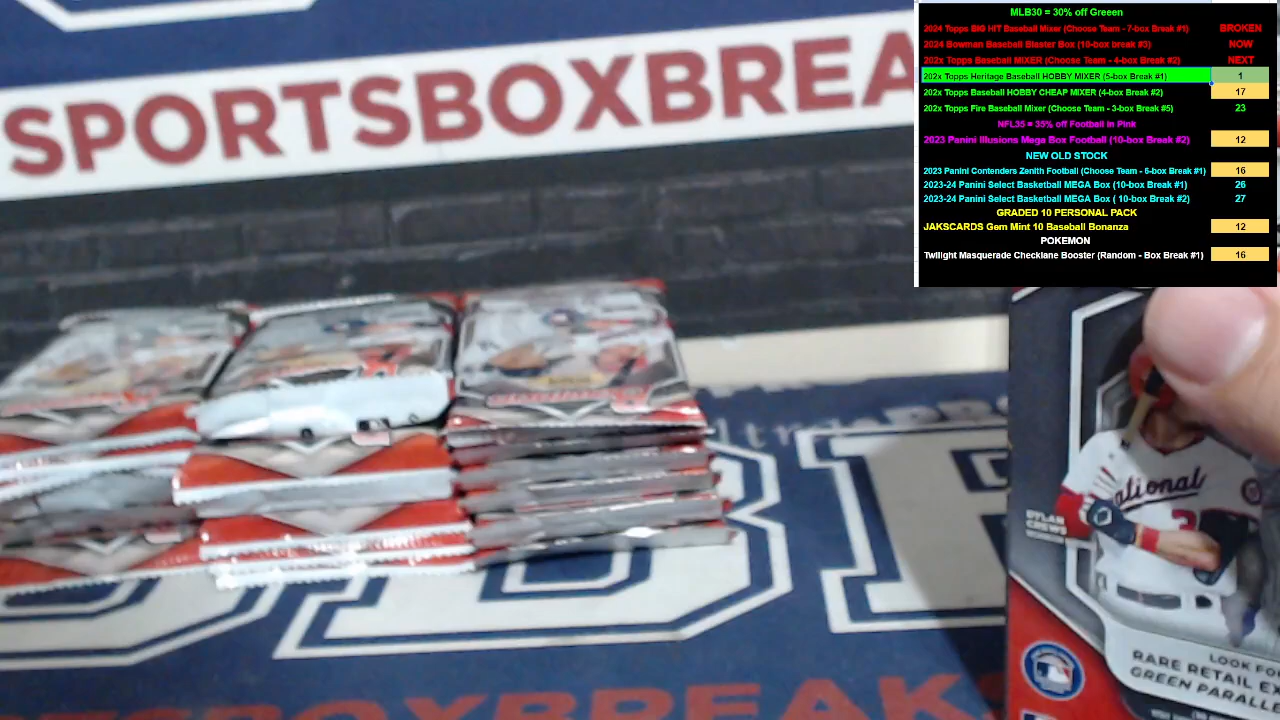 MLB30 = 30% off Greeen
2024 Topps BIG HIT Baseball Mixer (Choose Team - 7-box Break #1) BROKEN
2024 Bowman Baseball Blaster Box (10-box break #3) NOW
202x Topps Baseball MIXER (Choose Team - 4-box Break #2) NEXT
202x Topps Heritage Baseball HOBBY MIXER (5-box Break #1) 1
202x Topps Baseball HOBBY CHEAP MIXER (4-box Break #2) 17
202x Topps Fire Baseball Mixer (Choose Team - 3-box Break #5) 23
NFL35 = 35% off Football in Pink
2023 Panini Illusions Mega Box Football (10-box Break #2) 12
NEW OLD STOCK
2023 Panini Contenders Zenith Football (Choose Team - 6-box Break #1) 16
2023-24 Panini Select Basketball MEGA Box (10-box Break #1) 26
2023-24 Panini Select Basketball MEGA Box ( 10-box Break #2) 27
GRADED 10 PERSONAL PACK
JAKSCARDS Gem Mint 10 Baseball Bonanza 12
POKEMON
Twilight Masquerade Checklane Booster (Random - Box Break #1) 16
SPORTSBOXBREA
DYLAN
CREWS
LOOK FO
RARE RETAIL EX
GREEN PARALLE
SBOXBREAKS